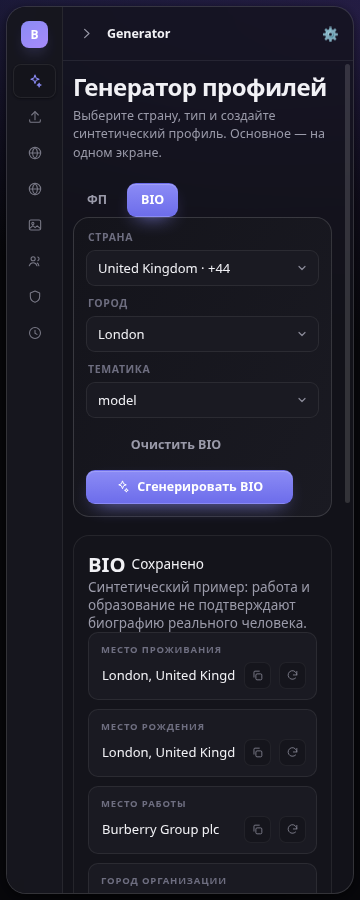 B
Generator
Генератор профилей
Выберите страну, тип и создайте
синтетический профиль. Основное — на
одном экране.
ФП
BIO
СТРАНА
United Kingdom · +44
ГОРОД
London
ТЕМАТИКА
model
Очистить BIO
Сгенерировать BIO
BIO Сохранено
Синтетический пример: работа и
образование не подтверждают
биографию реального человека.
МЕСТО ПРОЖИВАНИЯ
London, United Kingd
МЕСТО РОЖДЕНИЯ
London, United Kingd
МЕСТО РАБОТЫ
Burberry Group plc
ГОРОД ОРГАНИЗАЦИИ